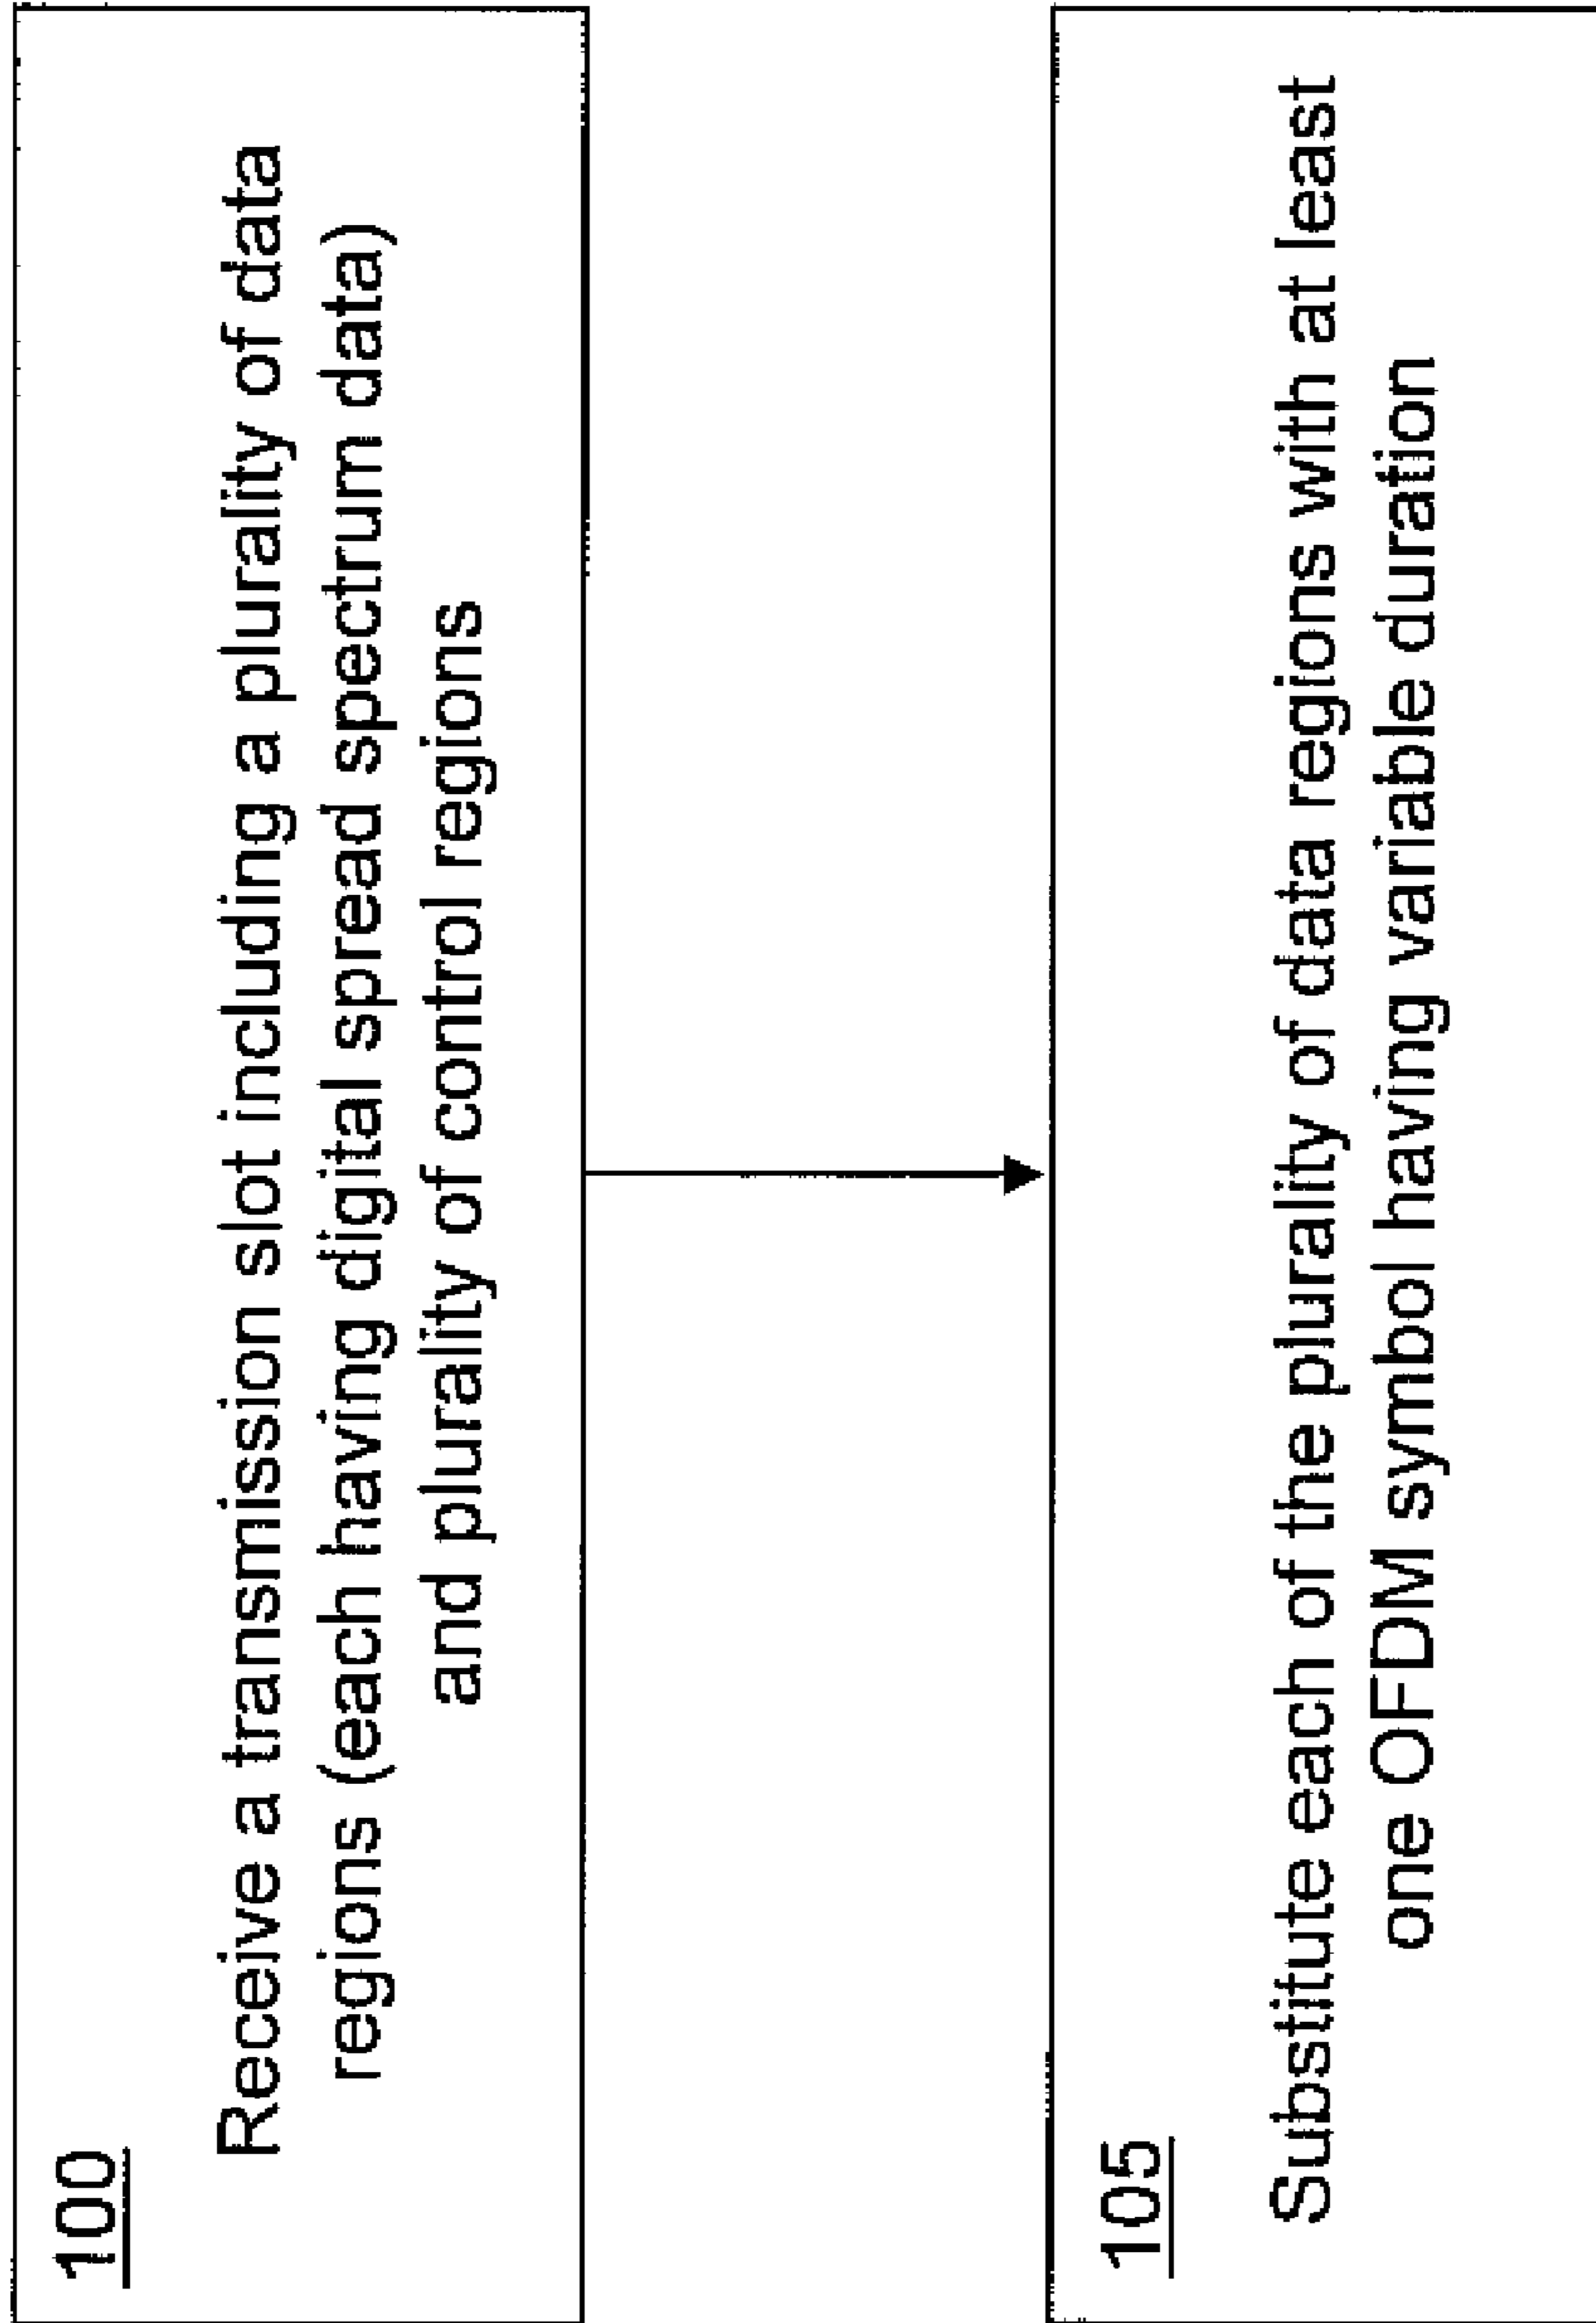 100
Receive a transmission slot including a plurality of data
regions (each having digital spread spectrum data)
and plurality of control regions
105
Substitute each of the plurality of data regions with at least
one OFDM symbol having variable duration